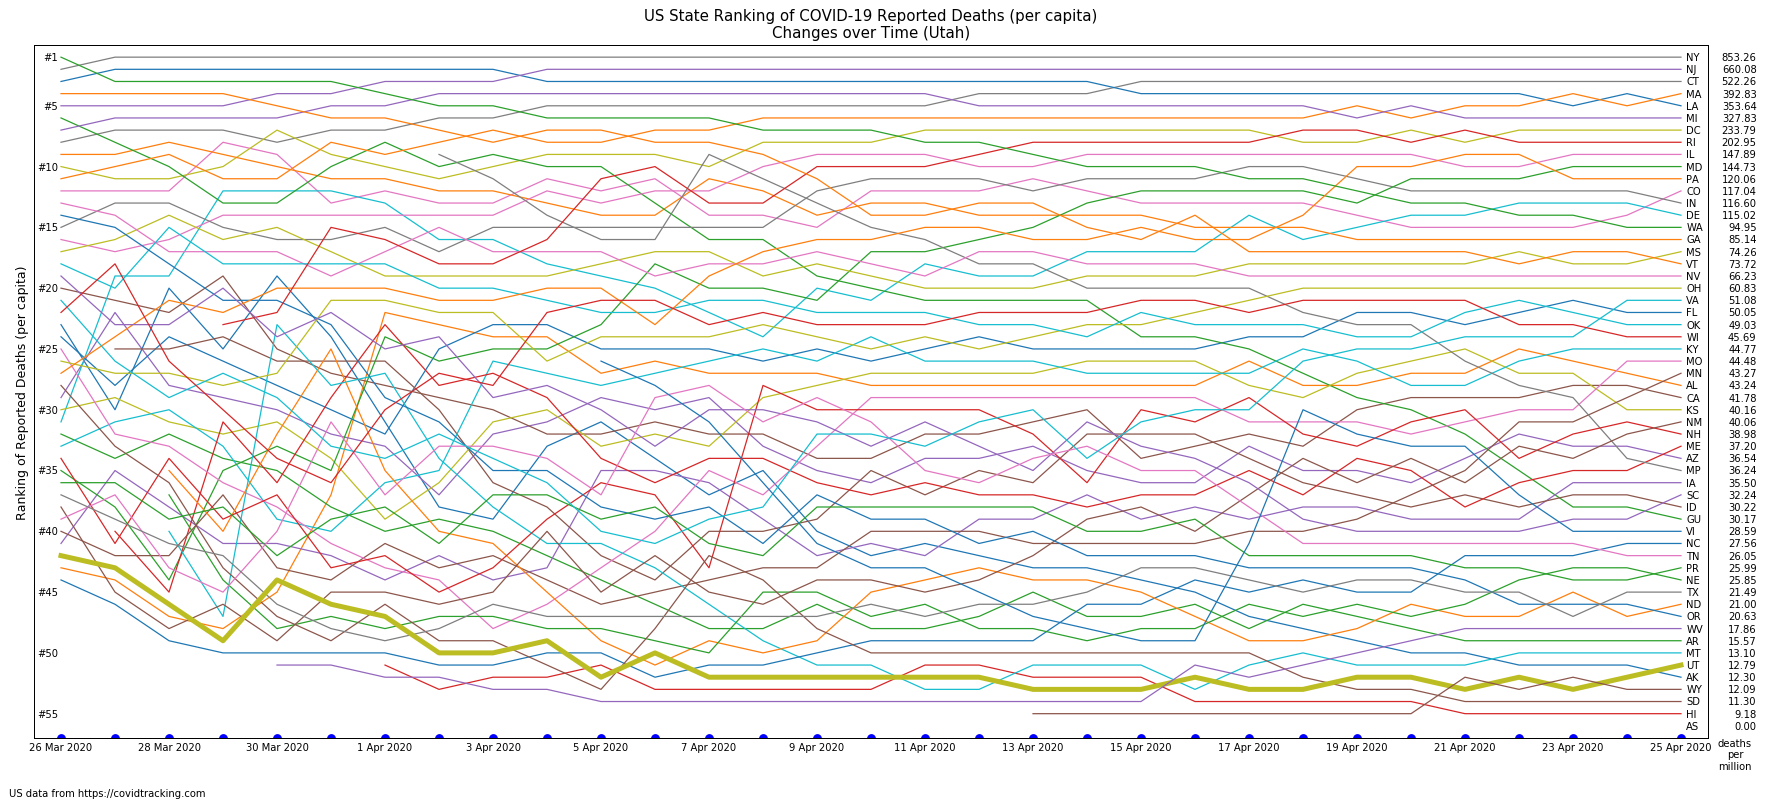 US State Ranking of COVID-19 Reported Deaths (per capita)
Changes over Time (Utah)
Ranking of Reported Deaths (per capita)
#1
#5
#10
#15
#20
#25
#30
#35
#40
#45
#50
#55
NY 853.26
NJ 660.08
CT 522.26
MA 392.83
LA 353.64
MI 327.83
DC 233.79
RI 202.95
IL 147.89
MD 144.73
PA 120.06
CO 117.04
IN 116.60
DE 115.02
WA 94.95
GA 85.14
MS 74.26
VT 73.72
NV 66.23
OH 60.83
VA 51.08
FL 50.05
OK 49.03
WI 45.69
KY 44.77
MO 44.48
MN 43.27
AL 43.24
CA 41.78
KS 40.16
NM 40.06
NH 38.98
ME 37.20
AZ 36.54
MP 36.24
IA 35.50
SC 32.24
ID 30.22
GU 30.17
VI 28.59
NC 27.56
TN 26.05
PR 25.99
NE 25.85
TX 21.49
ND 21.00
OR 20.63
WV 17.86
AR 15.57
MT 13.10
UT 12.79
AK 12.30
WY 12.09
SD 11.30
HI 9.18
AS 0.00
26 Mar 2020 28 Mar 2020 30 Mar 2020 1 Apr 2020 3 Apr 2020 5 Apr 2020 7 Apr 2020 9 Apr 2020 11 Apr 2020 13 Apr 2020 15 Apr 2020 17 Apr 2020 19 Apr 2020 21 Apr 2020 23 Apr 2020 25 Apr 2020
deaths
per
million
US data from https://covidtracking.com